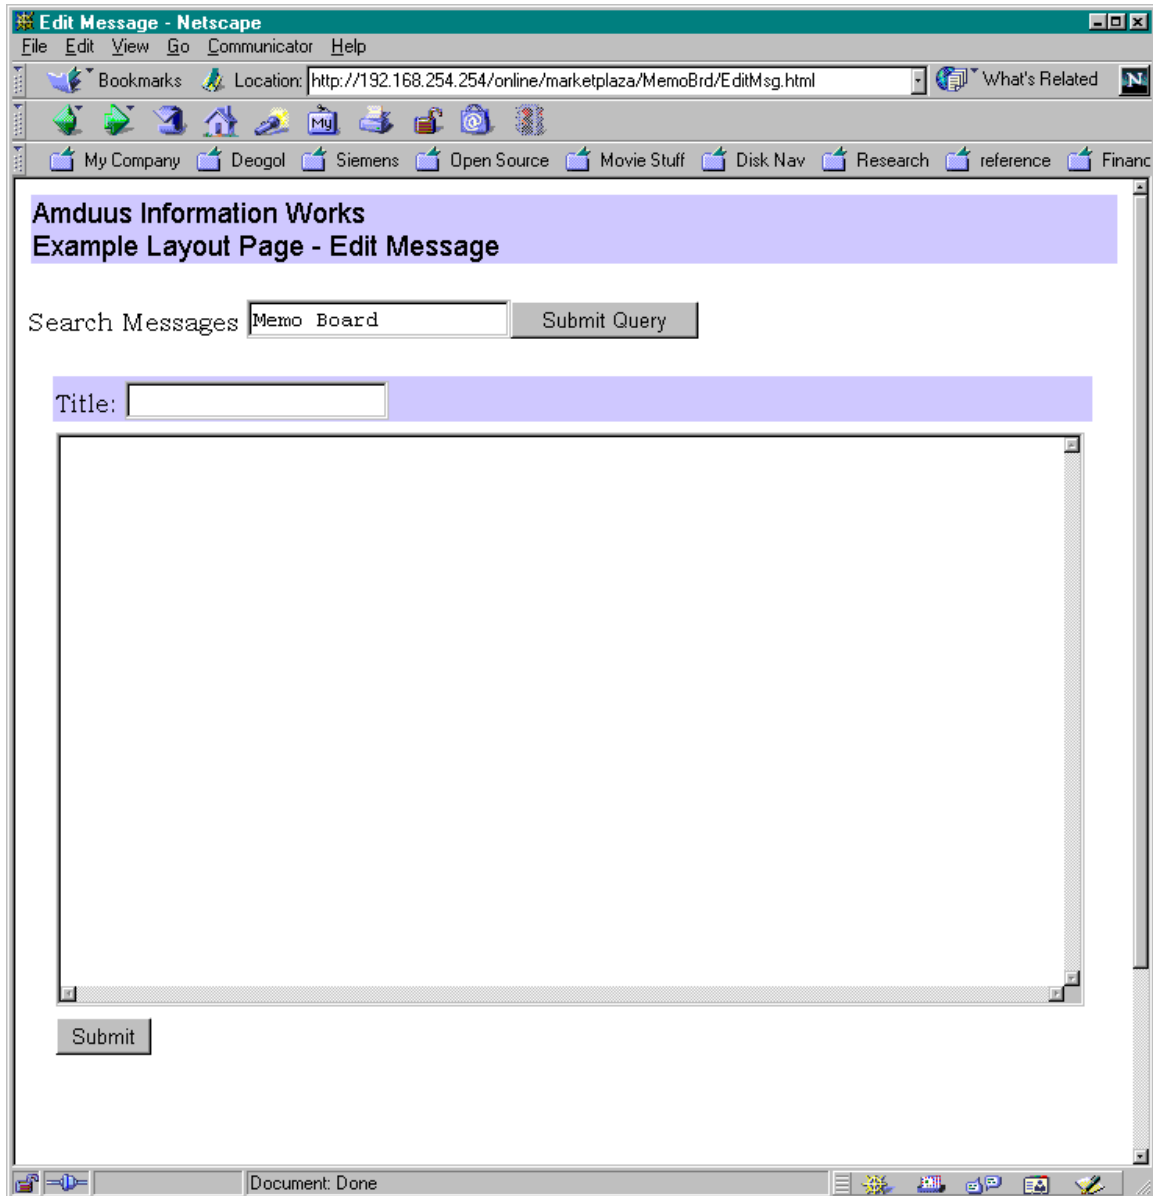 Edit Message - Netscape
File Edit View Go Communicator Help
Bookmarks Location: http://192.168.254.254/online/marketplaza/MemoBrd/EditMsg.html What's Related N
My
My Company Deogol Siemens Open Source Movie Stuff Disk Nav Research reference Financ
Amduus Information Works
Example Layout Page - Edit Message
Search Messages Memo Board Submit Query
Title:
Submit
Document: Done